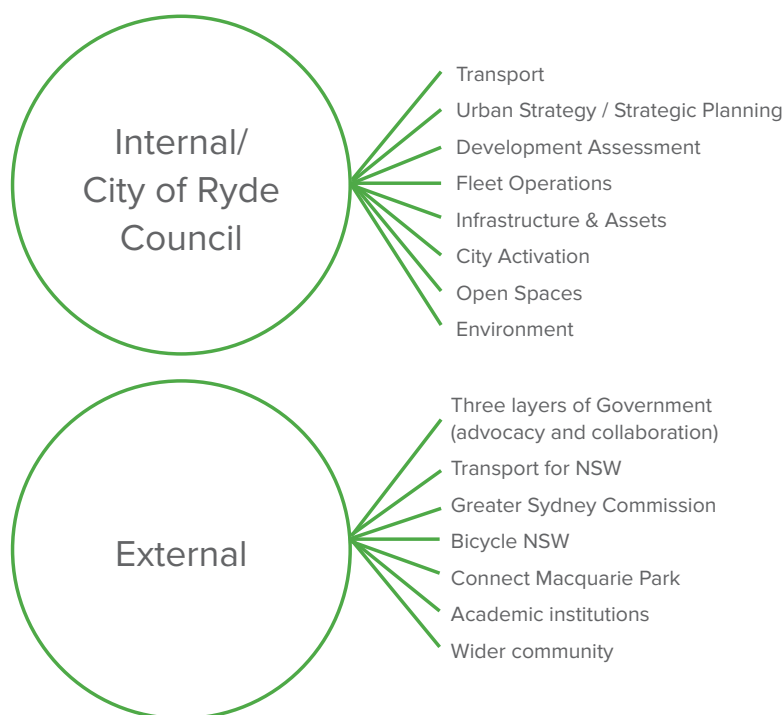 Internal/
City of Ryde
Council
Transport
Urban Strategy / Strategic Planning
Development Assessment
Fleet Operations
Infrastructure & Assets
City Activation
Open Spaces
Environment
External
Three layers of Government
(advocacy and collaboration)
Transport for NSW
Greater Sydney Commission
Bicycle NSW
Connect Macquarie Park
Academic institutions
Wider community